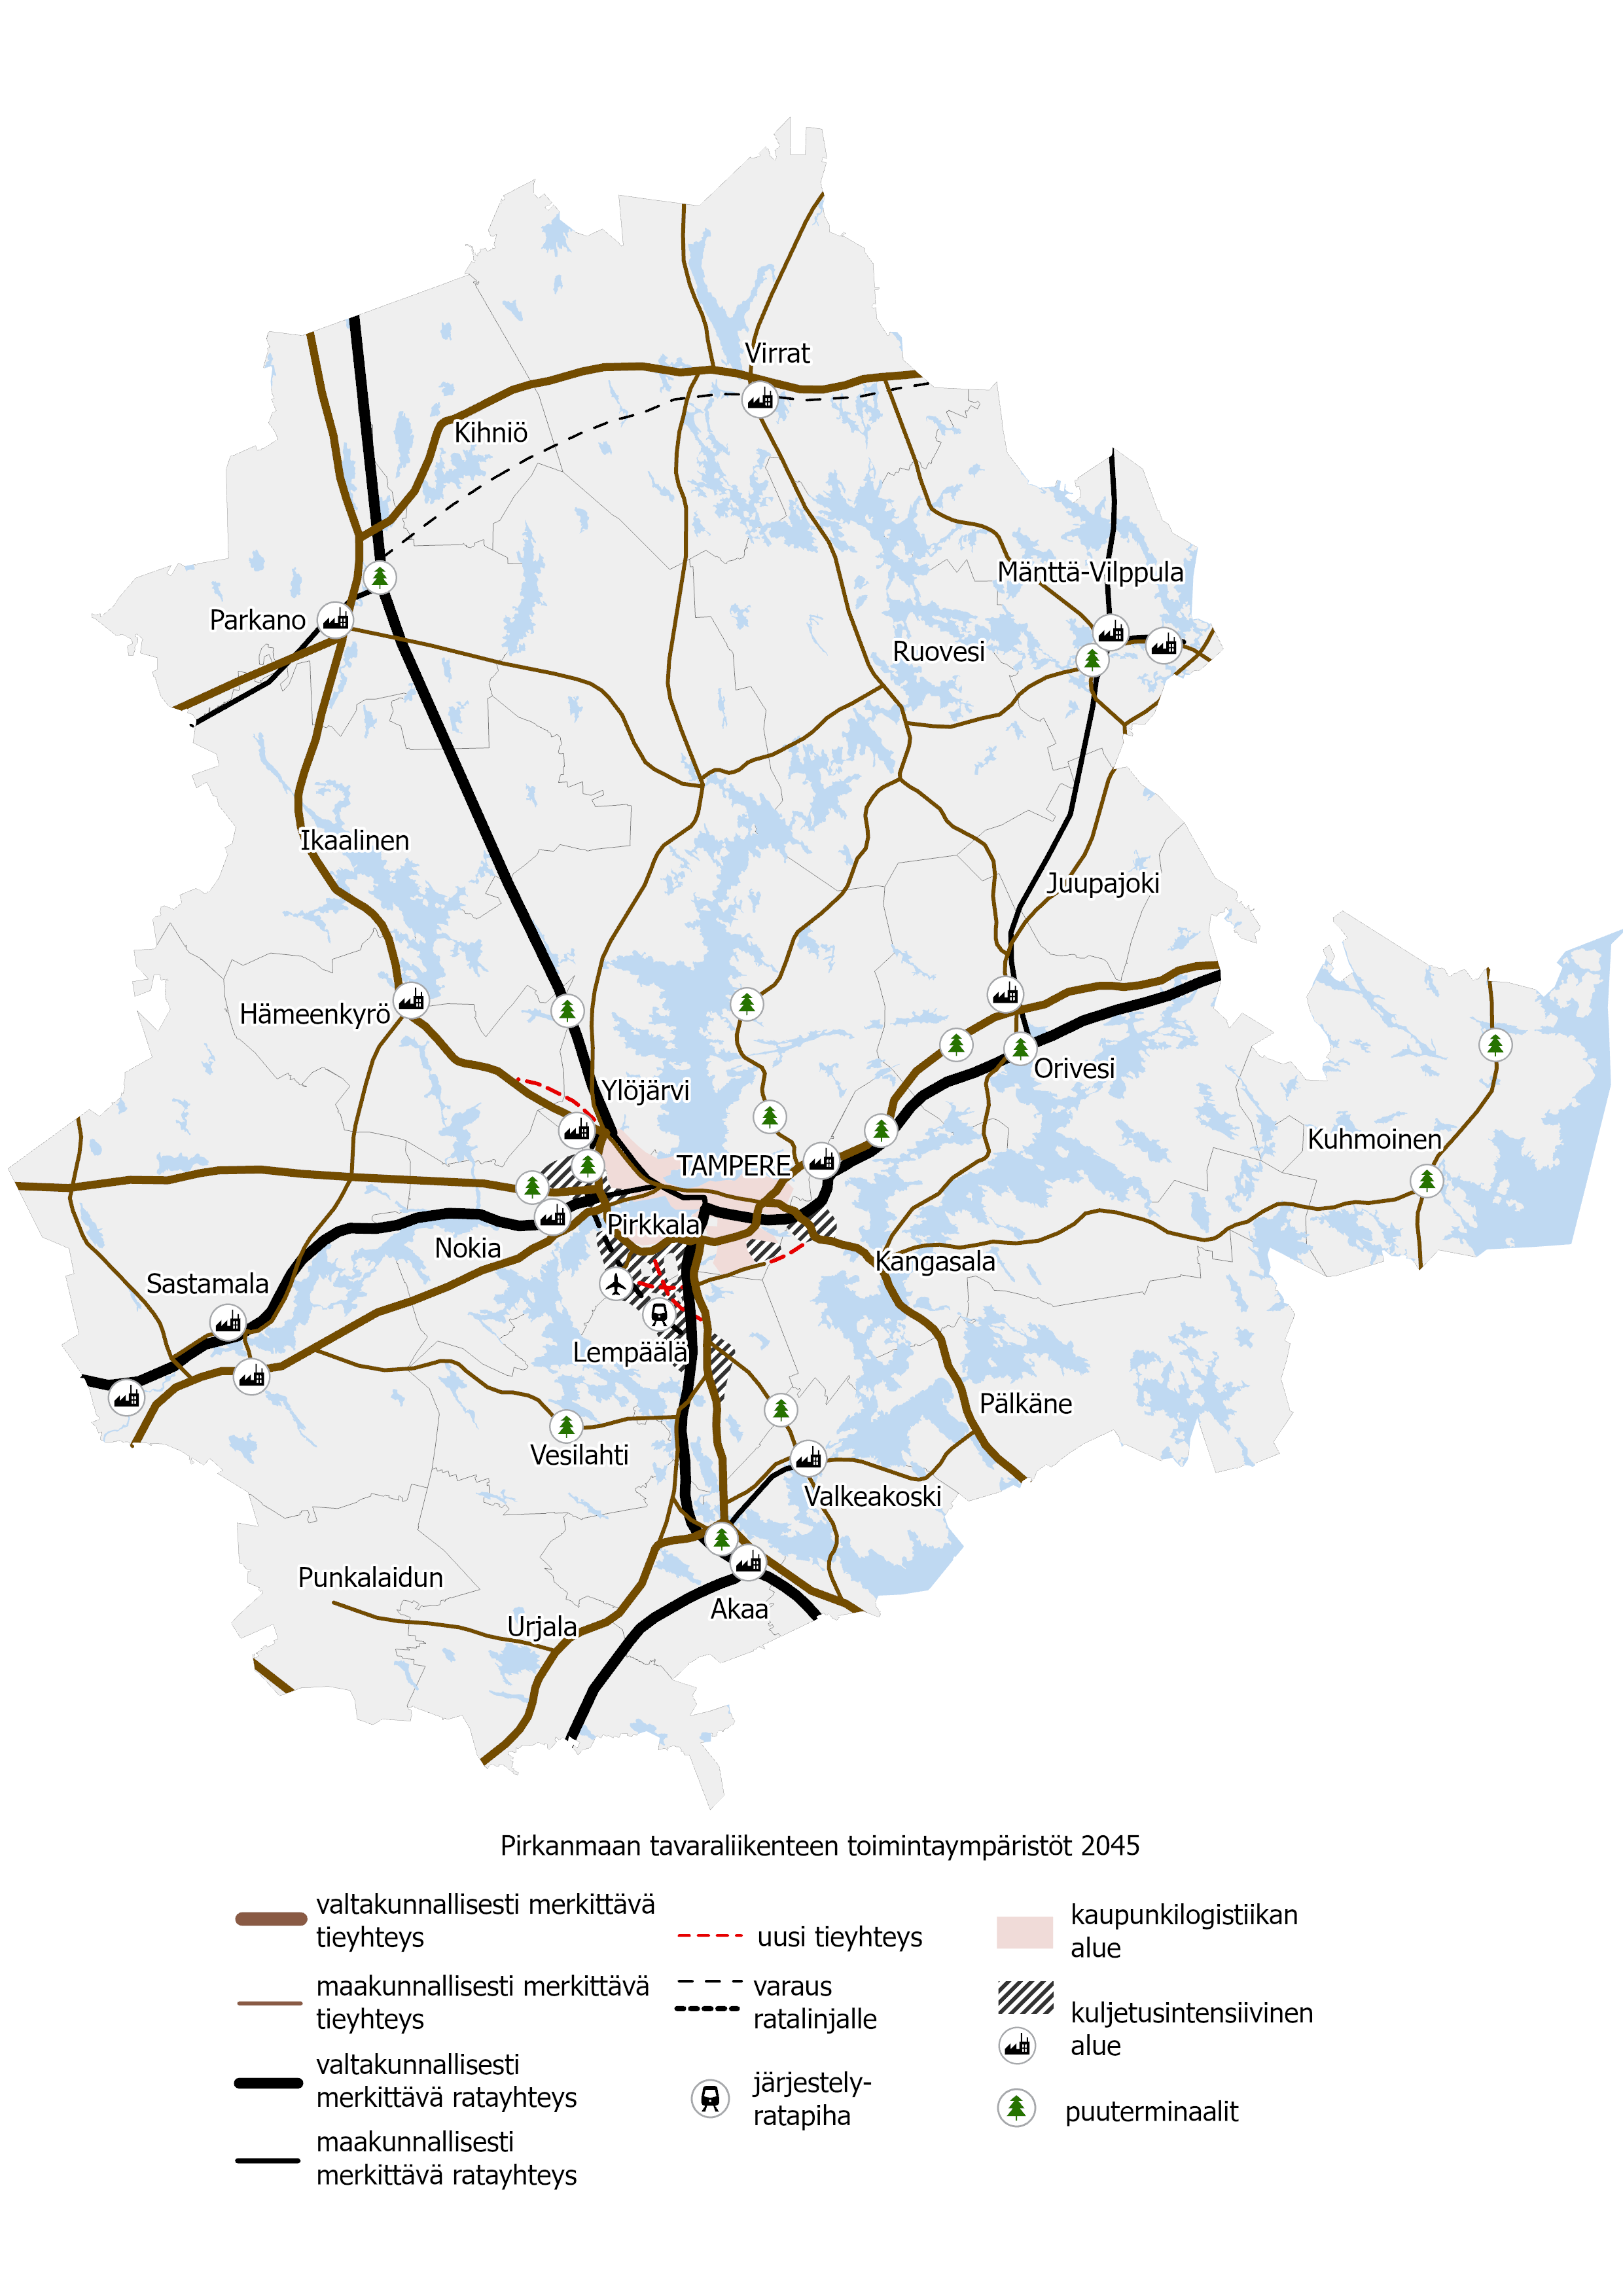 Virrat
Kihniö
Mänttä-Vilppula
Parkano
Ruovesi
Ikaalinen
Juupajoki
Hämeenkyrö
Orivesi
Ylöjärvi
Kuhmoinen
TAMPERE
Pirkkala
Nokia
Kangasala
Sastamala
Lempäälä
Pälkäne
Vesilahti
Valkeakoski
Punkalaidun
Akaa
Urjala
Pirkanmaan tavaraliikenteen toimintaympäristöt 2045
valtakunnallisesti merkittävä
tieyhteys
maakunnallisesti merkittävä
tieyhteys
valtakunnallisesti
merkittävä ratayhteys
maakunnallisesti
merkittävä ratayhteys
uusi tieyhteys
varaus
ratalinjalle
järjestely-
ratapiha
kaupunkilogistiikan
alue
kuljetusintensiivinen
alue
puuterminaalit